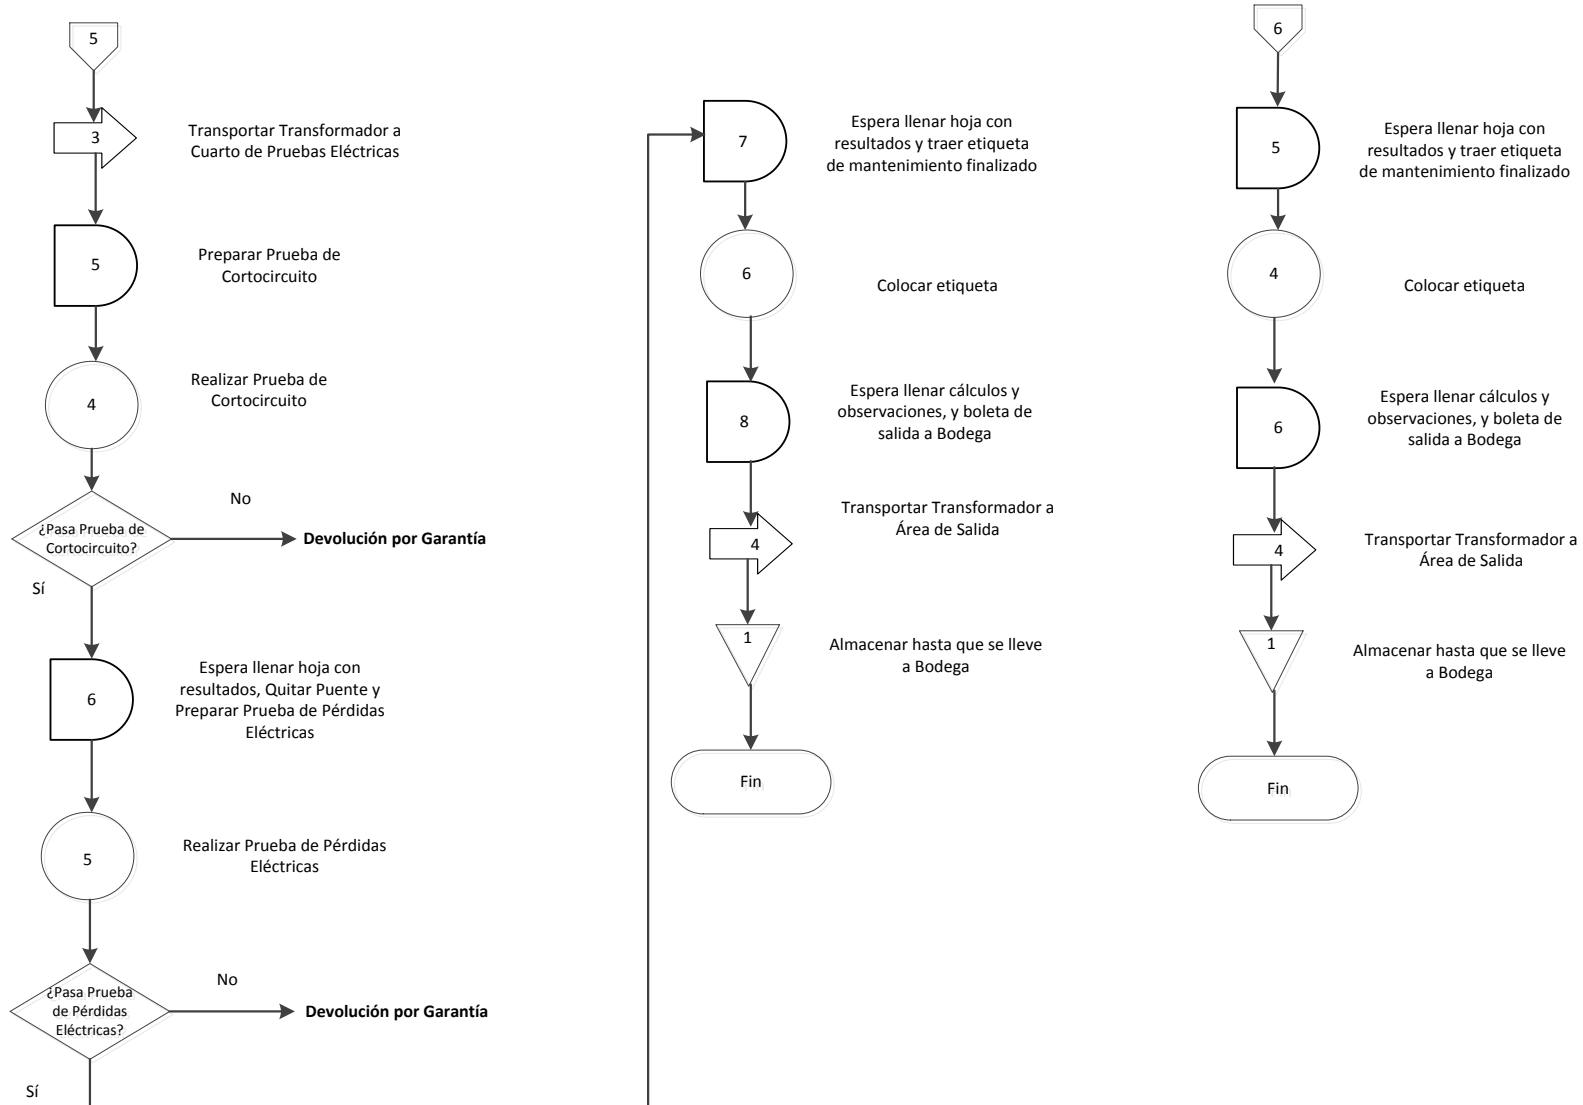 5
3
Transportar Transformador a
Cuarto de Pruebas Eléctricas
5
Preparar Prueba de
Cortocircuito
4
Realizar Prueba de
Cortocircuito
¿Pasa Prueba de
Cortocircuito?
No
Devolución por Garantía
Sí
6
Espera llenar hoja con
resultados, Quitar Puente y
Preparar Prueba de Pérdidas
Eléctricas
5
Realizar Prueba de Pérdidas
Eléctricas
¿Pasa Prueba
de Pérdidas
Eléctricas?
No
Devolución por Garantía
Sí
7
Espera llenar hoja con
resultados y traer etiqueta
de mantenimiento finalizado
6
Colocar etiqueta
8
Espera llenar cálculos y
observaciones, y boleta de
salida a Bodega
4
Transportar Transformador a
Área de Salida
1
Almacenar hasta que se lleve
a Bodega
Fin
6
5
Espera llenar hoja con
resultados y traer etiqueta
de mantenimiento finalizado
4
Colocar etiqueta
6
Espera llenar cálculos y
observaciones, y boleta de
salida a Bodega
4
Transportar Transformador a
Área de Salida
1
Almacenar hasta que se lleve
a Bodega
Fin